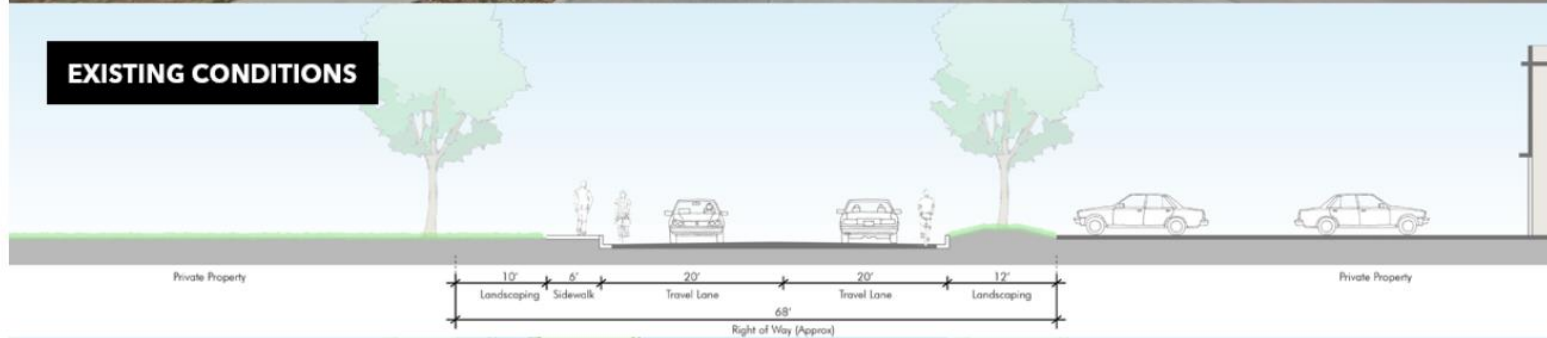 EXISTING CONDITIONS
Private Property
10'
6'
20'
20'
12'
Private Property
Landscaping
Sidewalk
Travel Lane
Travel Lane
Landscaping
68'
Right of Way (Approx)